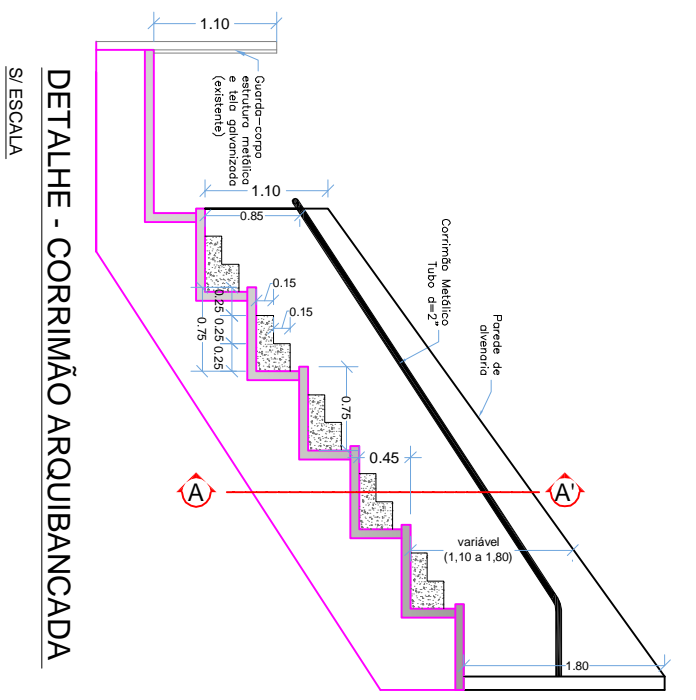 1.10
Guarda-corpo
estrutura metálica
e tela galvanizada
(existente)
1.10
0.85
Corrimão Metálico
Tubo d=2"
Parede de
alvenaria
0.15
0.15
0.25
0.25
0.25
0.75
0.75
0.45
A
A'
variável
(1,10 a 1,80)
1.80
DETALHE - CORRIMÃO ARQUIBANCADA
S/ ESCALA